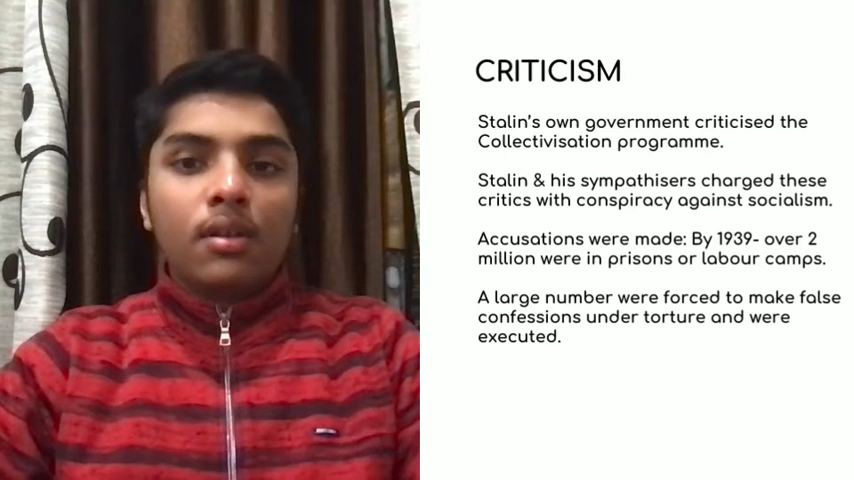 CRITICISM
Stalin's own government criticised the
Collectivisation programme.
Stalin & his sympathisers charged these
critics with conspiracy against socialism.
Accusations were made: By 1939- over 2
million were in prisons or labour camps.
A large number were forced to make false
confessions under torture and were
executed.